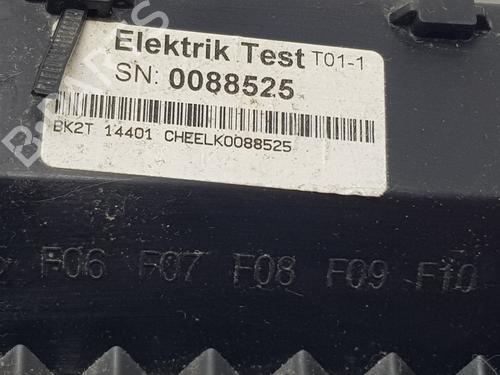 Elektrik Test T01-1
SN: 0088525
BK2T 14401 CHEELK0088525
F06 F07 F08 F09 F10